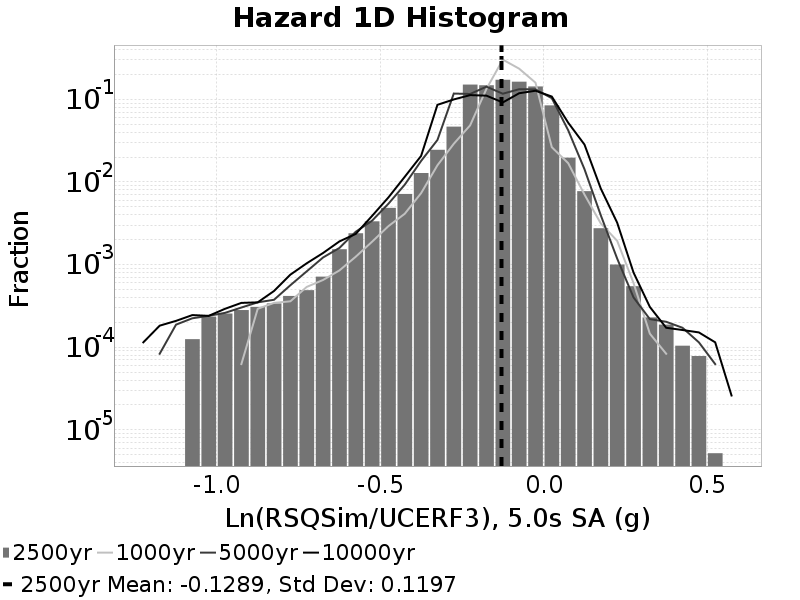 Hazard 1D Histogram
Fraction
10-1
10-2
10-3
10-4
10-5
-1.0 -0.5 0.0 0.5
Ln(RSQSim/UCERF3), 5.0s SA (g)
2500yr 1000yr 5000yr 10000yr
2500yr Mean: -0.1289, Std Dev: 0.1197